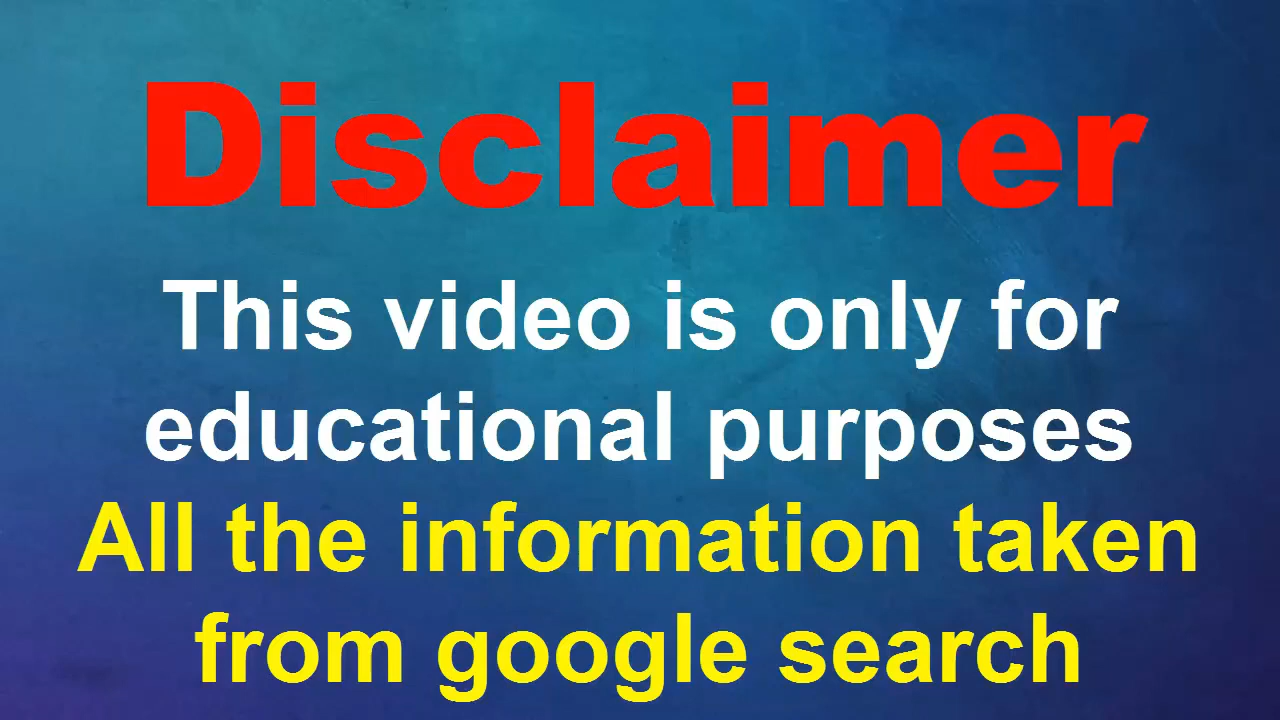 Disclaimer
This video is only for
educational purposes
All the information taken
from google search